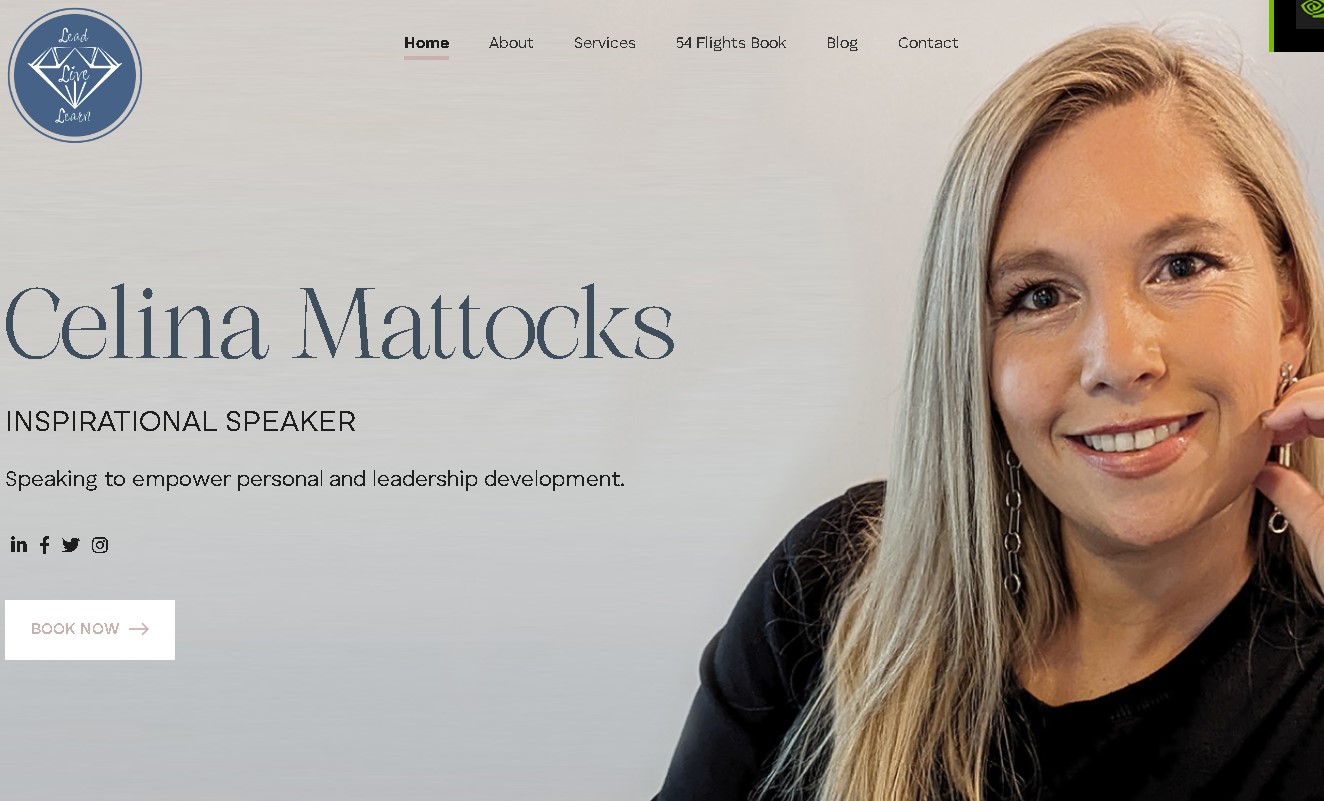 Lead
Live
Learn
Home
About
Services
54 Flights Book
Blog
Contact
Celina Mattocks
INSPIRATIONAL SPEAKER
Speaking to empower personal and leadership development.
BOOK NOW